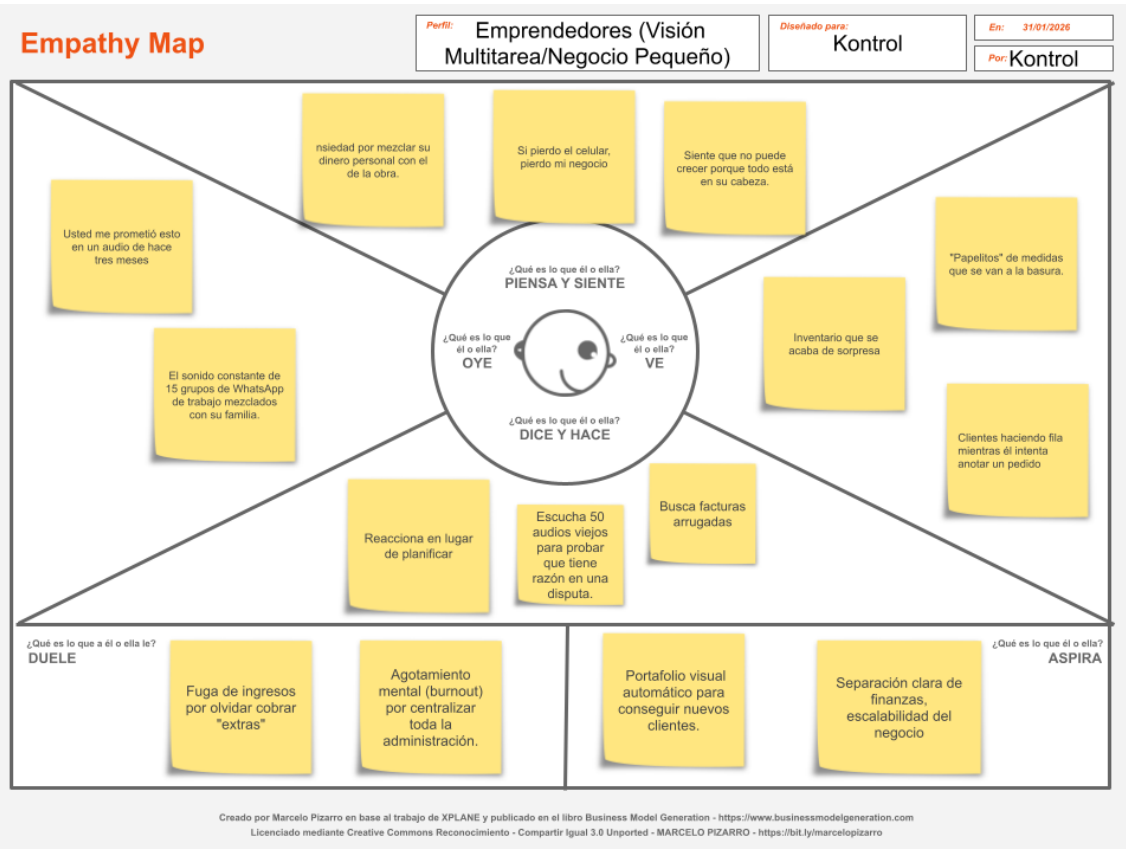 Empathy Map
Perfil:
Emprendedores (Visión
Multitarea/Negocio Pequeño)
Diseñado para:
Kontrol
En: 31/01/2026
Por: Kontrol
nsiedad por mezclar su
dinero personal con el
de la obra.
Si pierdo el celular,
pierdo mi negocio
Siente que no puede
crecer porque todo está
en su cabeza.
Usted me prometió esto
en un audio de hace
tres meses
El sonido constante de
15 grupos de WhatsApp
de trabajo mezclados
con su familia.
"Papelitos" de medidas
que se van a la basura.
Inventario que se
acaba de sorpresa
Clientes haciendo fila
mientras él intenta
anotar un pedido
¿Qué es lo que él o ella?
PIENSA Y SIENTE
¿Qué es lo que
él o ella?
OYE
¿Qué es lo que
él o ella?
VE
¿Qué es lo que él o ella?
DICE Y HACE
Reacciona en lugar
de planificar
Escucha 50
audios viejos
para probar
que tiene
razón en una
disputa.
Busca facturas
arrugadas
¿Qué es lo que a él o ella le?
DUELE
Fuga de ingresos
por olvidar cobrar
"extras"
Agotamiento
mental (burnout)
por centralizar
toda la
administración.
Portafolio visual
automático para
conseguir nuevos
clientes.
Separación clara de
finanzas,
escalabilidad del
negocio
¿Qué es lo que él o ella?
ASPIRA
Creado por Marcelo Pizarro en base al trabajo de XPLANE y publicado en el libro Business Model Generation - https://www.businessmodelgeneration.com
Licenciado mediante Creative Commons Reconocimiento - Compartir Igual 3.0 Unported - MARCELO PIZARRO - https://bit.ly/marcelopizarro